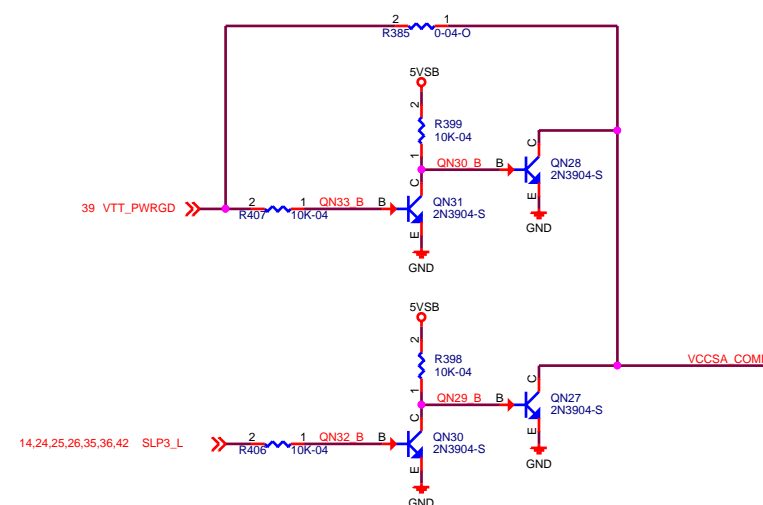 2 1
R385 0-04-O
5VSB
2
R399
10K-04
1
QN30_B B
C
QN28
2N3904-S
E
GND
39 VTT_PWRGD
2 1
R407 10K-04
QN33_B B
C
QN31
2N3904-S
E
GND
5VSB
2
R398
10K-04
1
QN29_B B
C
QN27
2N3904-S
E
GND
VCCSA_COM
14,24,25,26,35,36,42 SLP3_L
2 1
R406 10K-04
QN32_B B
C
QN30
2N3904-S
E
GND